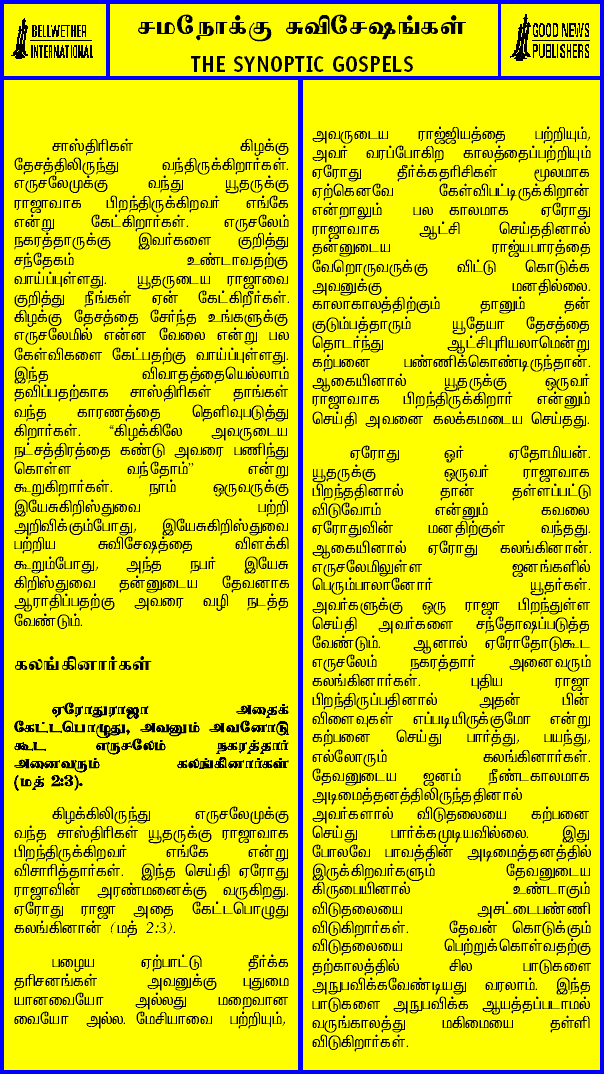 BELLWETHER
INTERNATIONAL
சமநோக்கு சுவிசேஷங்கள்
THE SYNOPTIC GOSPELS
GOOD NEWS
PUBLISHERS
சாஸ்திரிகள் கிழக்கு
தேசத்திலிருந்து வந்திருக்கிறார்கள்.
எருசலேமுக்கு வந்து யூதருக்கு
ராஜாவாக பிறந்திருக்கிறவர் எங்கே
என்று கேட்கிறார்கள். எருசலேம்
நகரத்தாருக்கு இவர்களை குறித்து
சந்தேகம் உண்டாவதற்கு
வாய்ப்புள்ளது. யூதருடைய ராஜாவை
குறித்து நீங்கள் ஏன் கேட்கிறீர்கள்.
கிழக்கு தேசத்தை சேர்ந்த உங்களுக்கு
எருசலேமில் என்ன வேலை என்று பல
கேள்விகளை கேட்பதற்கு வாய்ப்புள்ளது.
இந்த விவாதத்தையெல்லாம்
தவிப்பதற்காக சாஸ்திரிகள் தாங்கள்
வந்த காரணத்தை தெளிவுபடுத்து
கிறார்கள். “கிழக்கிலே அவருடைய
நட்சத்திரத்தை கண்டு அவரை பணிந்து
கொள்ள வந்தோம்” என்று
கூறுகிறார்கள். நாம் ஒருவருக்கு
இயேசுகிறிஸ்துவை பற்றி
அறிவிக்கும்போது, இயேசுகிறிஸ்துவை
பற்றிய சுவிசேஷத்தை விளக்கி
கூறும்போது, அந்த நபர் இயேசு
கிறிஸ்துவை தன்னுடைய தேவனாக
ஆராதிப்பதற்கு அவரை வழி நடத்த
வேண்டும்.
கலங்கினார்கள்
ஏரோதுராஜா அதைக்
கேட்டபொழுது, அவனும் அவனோடு
கூட எருசலேம் நகரத்தார்
அனைவரும் கலங்கினார்கள்
(மத் 2:3).
கிழக்கிலிருந்து எருசலேமுக்கு
வந்த சாஸ்திரிகள் யூதருக்கு ராஜாவாக
பிறந்திருக்கிறவர் எங்கே என்று
விசாரித்தார்கள். இந்த செய்தி ஏரோது
ராஜாவின் அரண்மனைக்கு வருகிறது.
ஏரோது ராஜா அதை கேட்டபொழுது
கலங்கினான் (மத் 2:3).
பழைய ஏற்பாட்டு தீர்க்க
தரிசனங்கள் அவனுக்கு புதுமை
யானவையோ அல்லது மறைவான
வையோ அல்ல. மேசியாவை பற்றியும்,
அவருடைய ராஜ்ஜியத்தை பற்றியும்,
அவர் வரப்போகிற காலத்தைப்பற்றியும்
ஏரோது தீர்க்கதரிசிகள் மூலமாக
ஏற்கெனவே கேள்விபட்டிருக்கிறான்
என்றாலும் பல காலமாக ஏரோது
ராஜாவாக ஆட்சி செய்ததினால்
தன்னுடைய ராஜ்யபாரத்தை
வேறொருவருக்கு விட்டு கொடுக்க
அவனுக்கு மனதில்லை.
காலாகாலத்திற்கும் தானும் தன்
குடும்பத்தாரும் யூதேயா தேசத்தை
தொடர்ந்து ஆட்சிபுரியலாமென்று
கற்பனை பண்ணிக்கொண்டிருந்தான்.
ஆகையினால் யூதருக்கு ஒருவர்
ராஜாவாக பிறந்திருக்கிறார் என்னும்
செய்தி அவனை கலக்கமடைய செய்தது.
ஏரோது ஓர் ஏதோமியன்.
யூதருக்கு ஒருவர் ராஜாவாக
பிறந்ததினால் தான் தள்ளப்பட்டு
விடுவோம் என்னும் கவலை
ஏரோதுவின் மனதிற்குள் வந்தது.
ஆகையினால் ஏரோது கலங்கினான்.
எருசலேமிலுள்ள ஜனங்களில்
பெரும்பாலானோர் யூதர்கள்.
அவர்களுக்கு ஒரு ராஜா பிறந்துள்ள
செய்தி அவர்களை சந்தோஷப்படுத்த
வேண்டும். ஆனால் ஏரோதோடுகூட
எருசலேம் நகரத்தார் அனைவரும்
கலங்கினார்கள். புதிய ராஜா
பிறந்திருப்பதினால் அதன் பின்
விளைவுகள் எப்படியிருக்குமோ என்று
கற்பனை செய்து பார்த்து, பயந்து,
எல்லோரும் கலங்கினார்கள்.
தேவனுடைய ஜனம் நீண்டகாலமாக
அடிமைத்தனத்திலிருந்ததினால்
அவர்களால் விடுதலையை கற்பனை
செய்து பார்க்கமுடியவில்லை. இது
போலவே பாவத்தின் அடிமைத்தனத்தில்
இருக்கிறவர்களும் தேவனுடைய
கிருபையினால் உண்டாகும்
விடுதலையை அசட்டைபண்ணி
விடுகிறார்கள். தேவன் கொடுக்கும்
விடுதலையை பெற்றுக்கொள்வதற்கு
தற்காலத்தில் சில பாடுகளை
அநுபவிக்கவேண்டியது வரலாம். இந்த
பாடுகளை அநுபவிக்க ஆயத்தப்படாமல்
வருங்காலத்து மகிமையை தள்ளி
விடுகிறார்கள்.